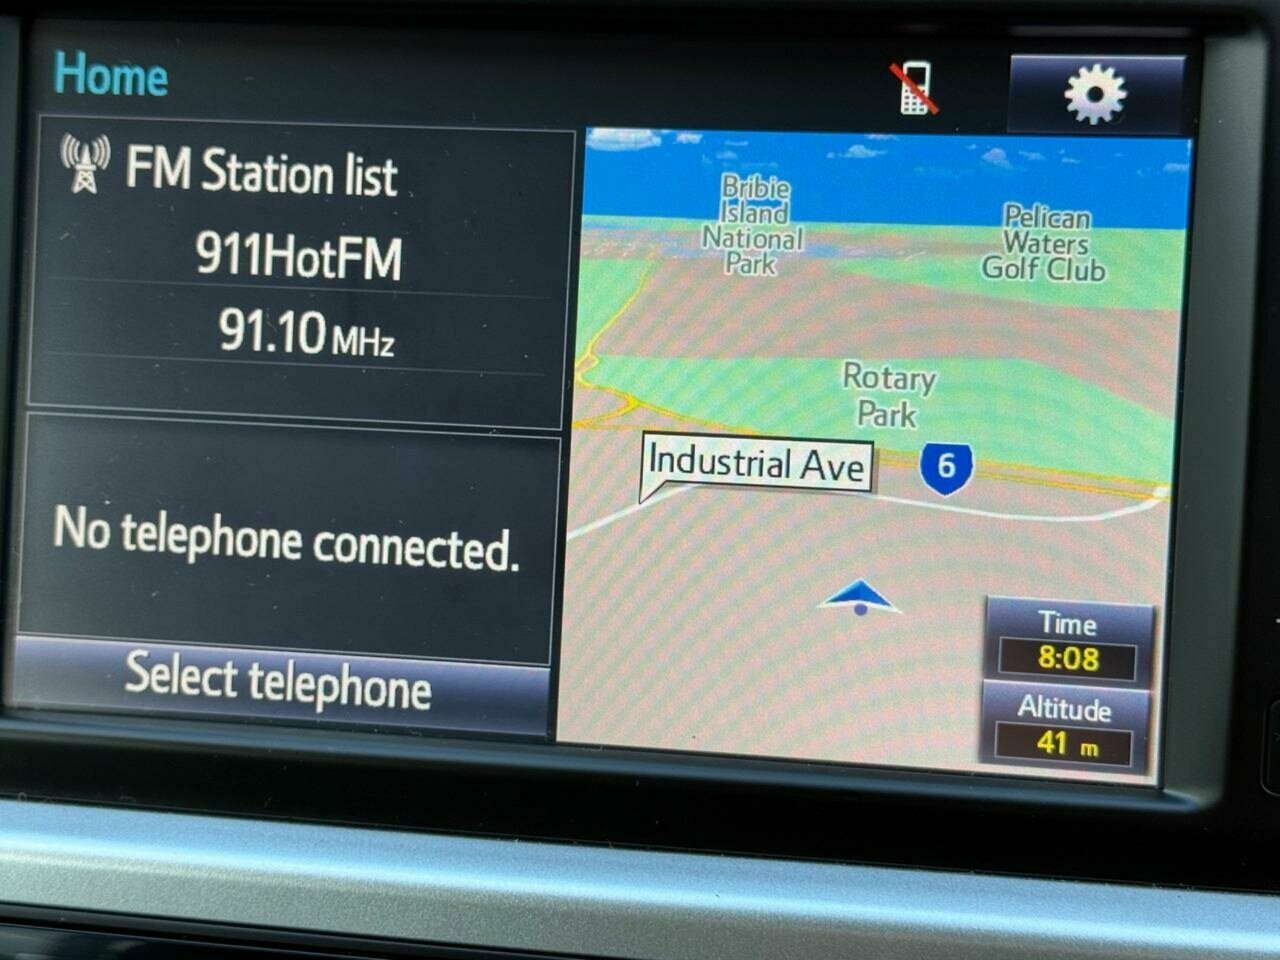 Home
FM Station list
911HotFM
91.10 MHz
No telephone connected.
Select telephone
Bribie
Island
National
Park
Pelican
Waters
Golf Club
Rotary
Park
Industrial Ave
6
Time
8:08
Altitude
41 m